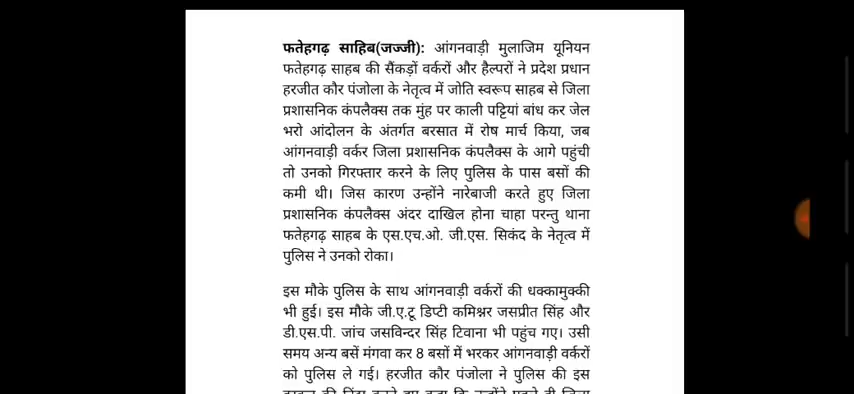 फतेहगढ़ साहिब(जज्जी): आंगनवाड़ी मुलाजिम यूनियन
फतेहगढ़ साहब की सैंकड़ों वर्करों और हैल्परों ने प्रदेश प्रधान
हरजीत कौर पंजोला के नेतृत्व में जोति स्वरूप साहब से जिला
प्रशासनिक कंपलैक्स तक मुंह पर काली पट्टियां बांध कर जेल
भरो आंदोलन के अंतर्गत बरसात में रोष मार्च किया, जब
आंगनवाड़ी वर्कर जिला प्रशासनिक कंपलैक्स के आगे पहुंची
तो उनको गिरफ्तार करने के लिए पुलिस के पास बसों की
कमी थी। जिस कारण उन्होंने नारेबाजी करते हुए जिला
प्रशासनिक कंपलैक्स अंदर दाखिल होना चाहा परन्तु थाना
फतेहगढ़ साहब के एस.एच.ओ. जी.एस. सिकंद के नेतृत्व में
पुलिस ने उनको रोका।
इस मौके पुलिस के साथ आंगनवाड़ी वर्करों की धक्कामुक्की
भी हुई। इस मौके जी.ए.टू डिप्टी कमिश्नर जसप्रीत सिंह और
डी.एस.पी. जांच जसविन्दर सिंह टिवाना भी पहुंच गए। उसी
समय अन्य बसें मंगवा कर 8 बसों में भरकर आंगनवाड़ी वर्करों
को पुलिस ले गई। हरजीत कौर पंजोला ने पुलिस की इस